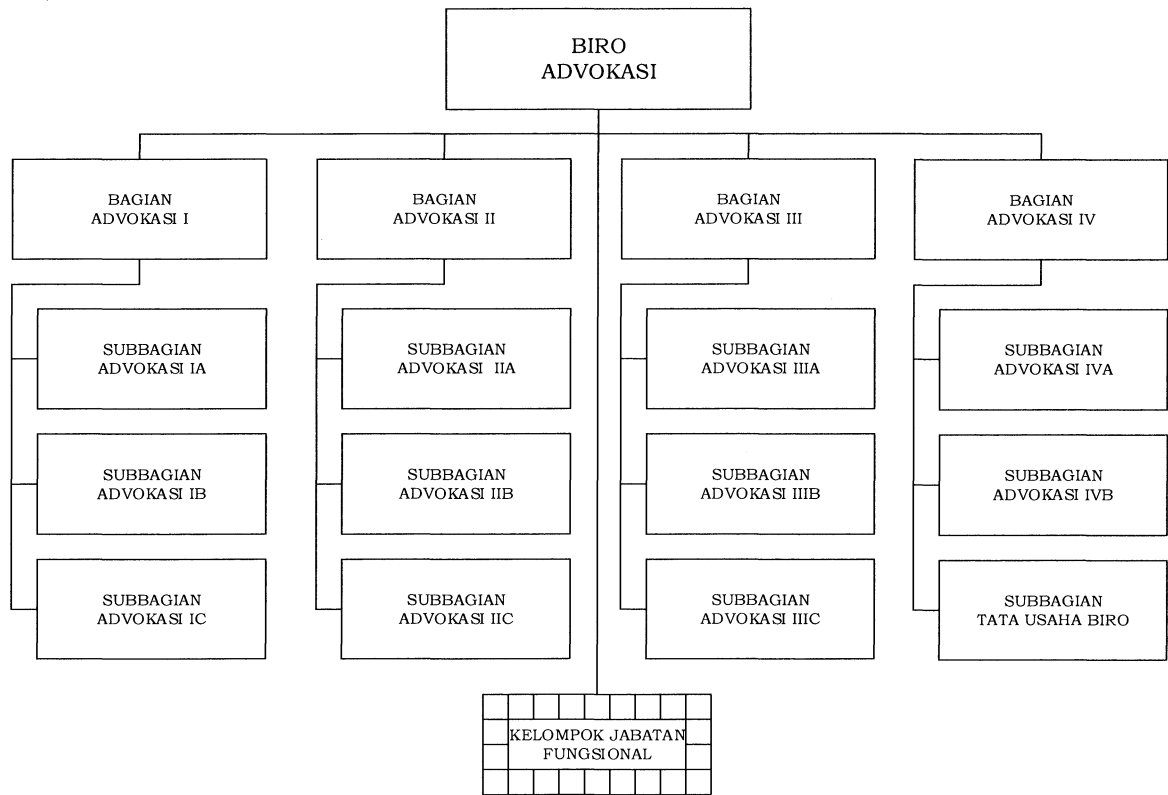 BIRO
ADVOKASI
BAGIAN
ADVOKASI I
BAGIAN
ADVOKASI II
BAGIAN
ADVOKASI III
BAGIAN
ADVOKASI IV
SUBBAGIAN
ADVOKASI IA
SUBBAGIAN
ADVOKASI IIA
SUBBAGIAN
ADVOKASI IIIA
SUBBAGIAN
ADVOKASI IVA
SUBBAGIAN
ADVOKASI IB
SUBBAGIAN
ADVOKASI IIB
SUBBAGIAN
ADVOKASI IIIB
SUBBAGIAN
ADVOKASI IVB
SUBBAGIAN
ADVOKASI IC
SUBBAGIAN
ADVOKASI IIC
SUBBAGIAN
ADVOKASI IIIC
SUBBAGIAN
TATA USAHA BIRO
KELOMPOK JABATAN
FUNGSIONAL